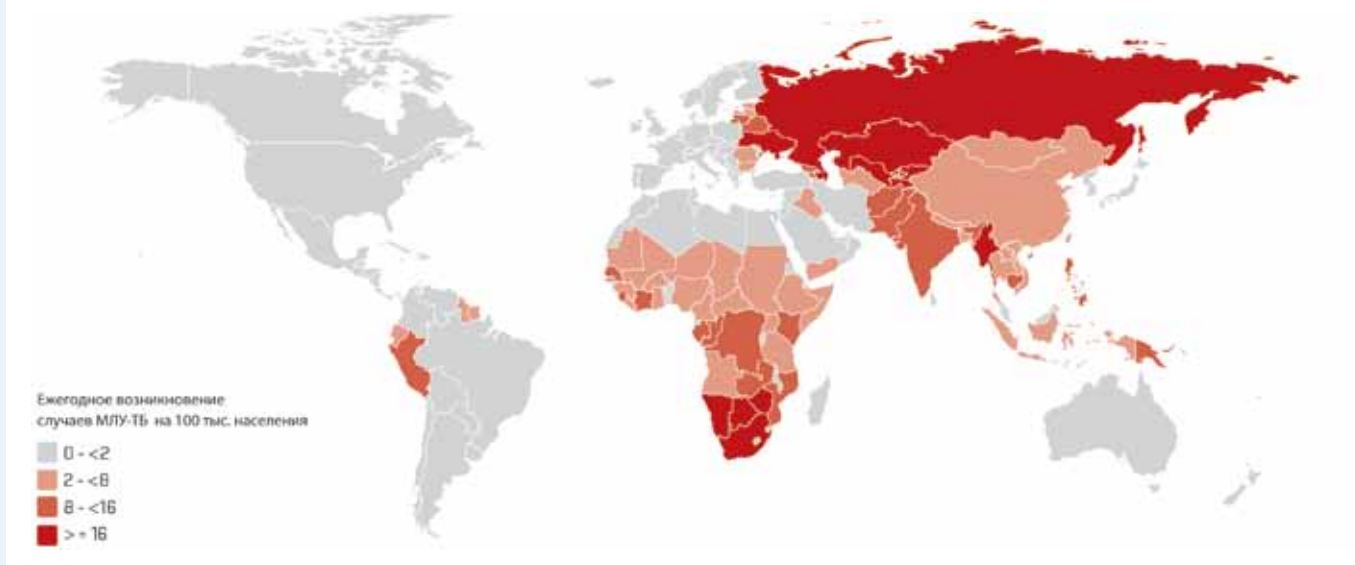 Ежегодное возникновение
случаев МЛУ-ТБ на 100 тыс. населения
0 - <2
2 - <8
8 - <16
> = 16